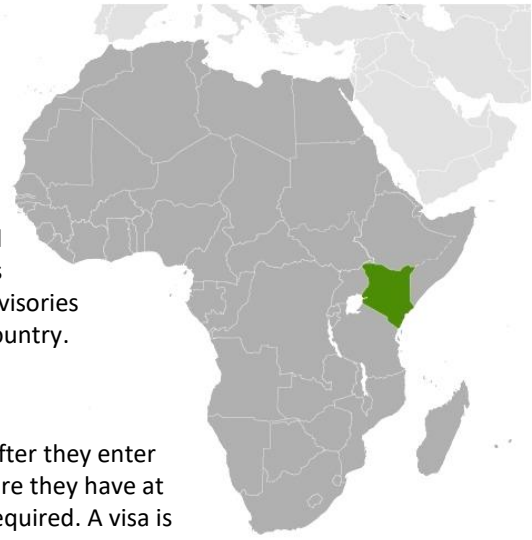 visories
ountry.
fter they enter
re they have at
equired. A visa is